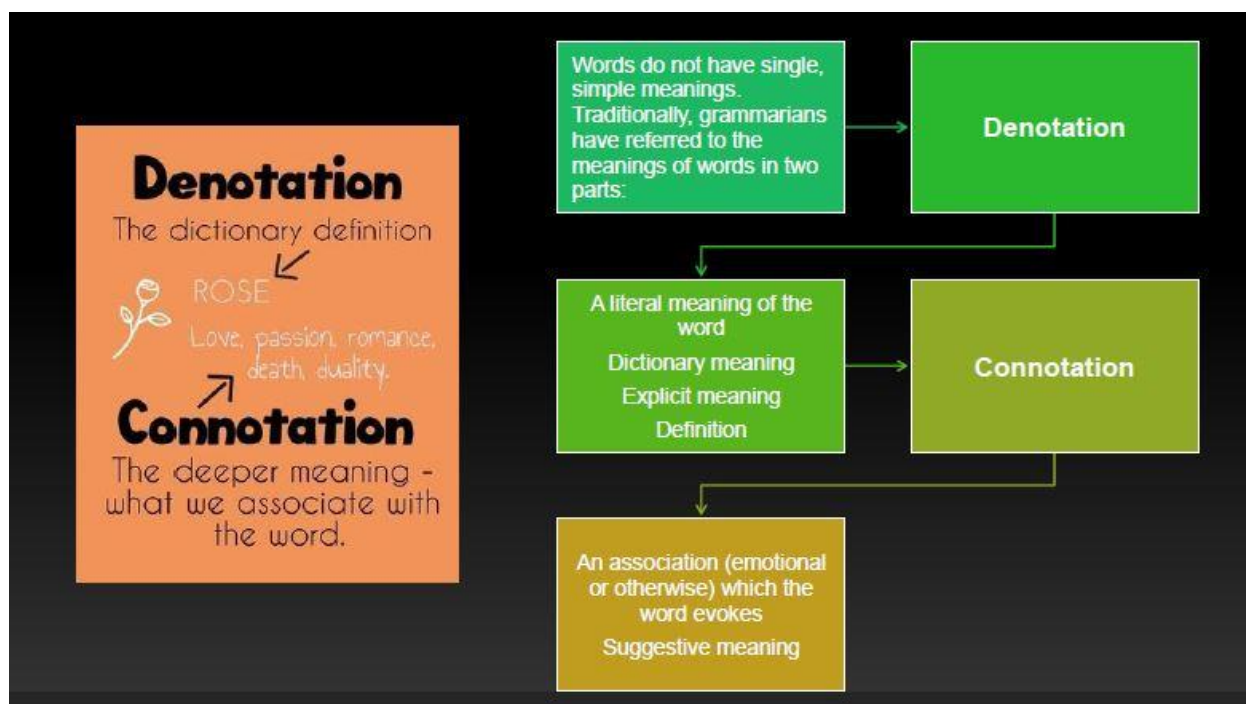 Denotation
The dictionary definition
ROSE
Love, passion, romance,
death, duality.
Connotation
The deeper meaning -
what we associate with
the word.
Words do not have single,
simple meanings.
Traditionally, grammarians
have referred to the
meanings of words in two
parts:
Denotation
A literal meaning of the
word
Dictionary meaning
Explicit meaning
Definition
Connotation
An association (emotional
or otherwise) which the
word evokes
Suggestive meaning